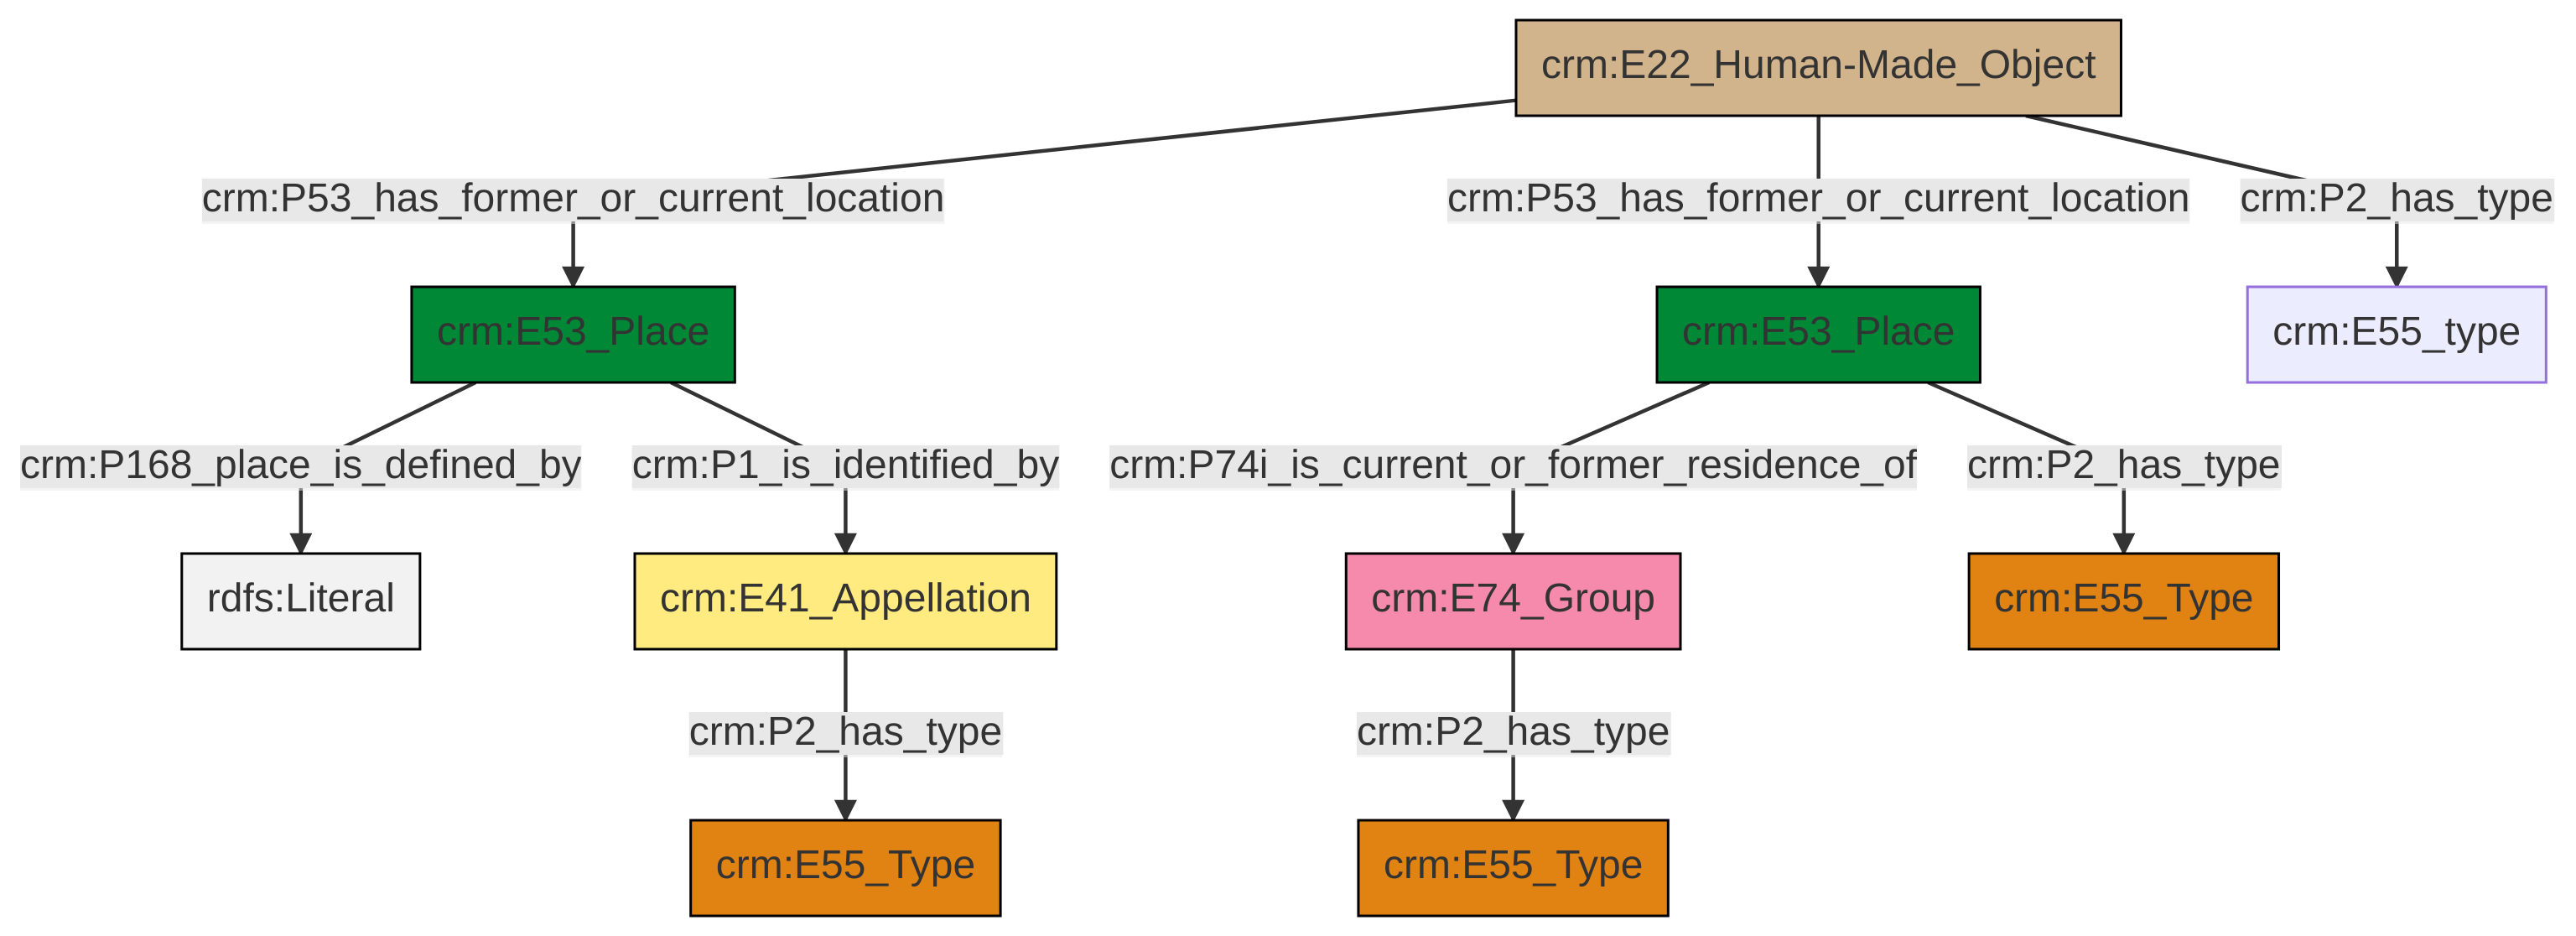 crm:E22_Human-Made_Object
crm:P53_has_former_or_current_location
crm:P53_has_former_or_current_location
crm:P2_has_type
crm:E53_Place
crm:E53_Place
crm:E55_type
crm:P168_place_is_defined_by
crm:P1_is_identified_by
crm:P74i_is_current_or_former_residence_of
crm:P2_has_type
rdfs:Literal
crm:E41_Appellation
crm:E74_Group
crm:E55_Type
crm:P2_has_type
crm:P2_has_type
crm:E55_Type
crm:E55_Type